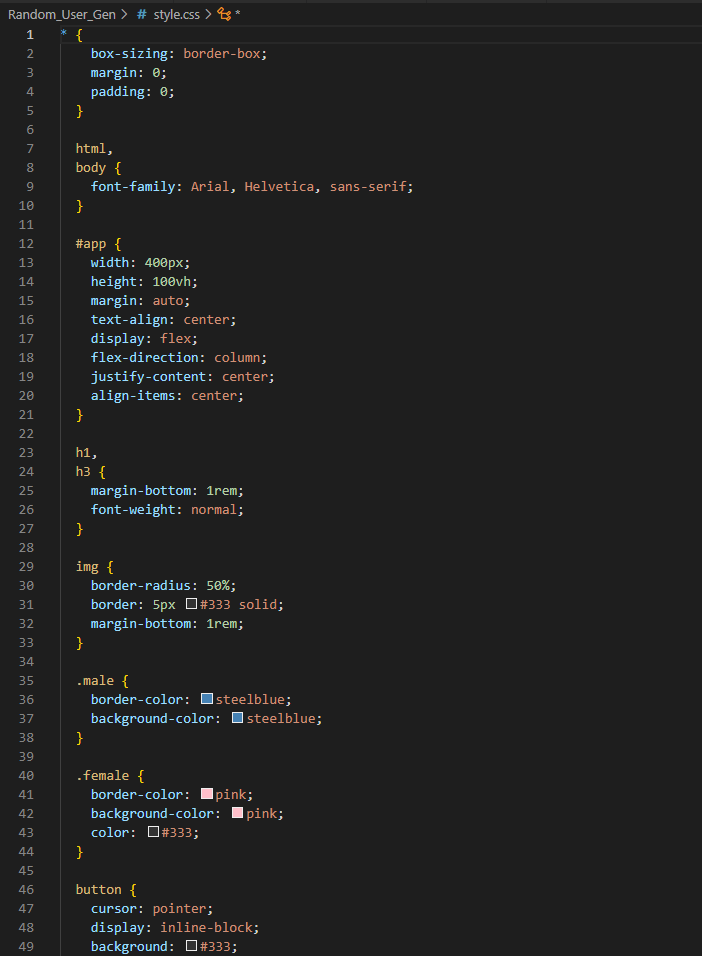 Random_User_Gen > # style.css > *
1 * {
2 box-sizing: border-box;
3 margin: 0;
4 padding: 0;
5 }
6
7 html,
8 body {
9 font-family: Arial, Helvetica, sans-serif;
10 }
11
12 #app {
13 width: 400px;
14 height: 100vh;
15 margin: auto;
16 text-align: center;
17 display: flex;
18 flex-direction: column;
19 justify-content: center;
20 align-items: center;
21 }
22
23 h1,
24 h3 {
25 margin-bottom: 1rem;
26 font-weight: normal;
27 }
28
29 img {
30 border-radius: 50%;
31 border: 5px #333 solid;
32 margin-bottom: 1rem;
33 }
34
35 .male {
36 border-color: steelblue;
37 background-color: steelblue;
38 }
39
40 .female {
41 border-color: pink;
42 background-color: pink;
43 color: #333;
44 }
45
46 button {
47 cursor: pointer;
48 display: inline-block;
49 background: #333;